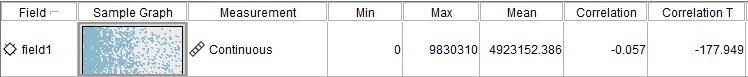 Field Sample Graph Measurement Min Max Mean Correlation Correlation T
field1 Continuous 0 9830310 4923152.386 -0.057 -177.949